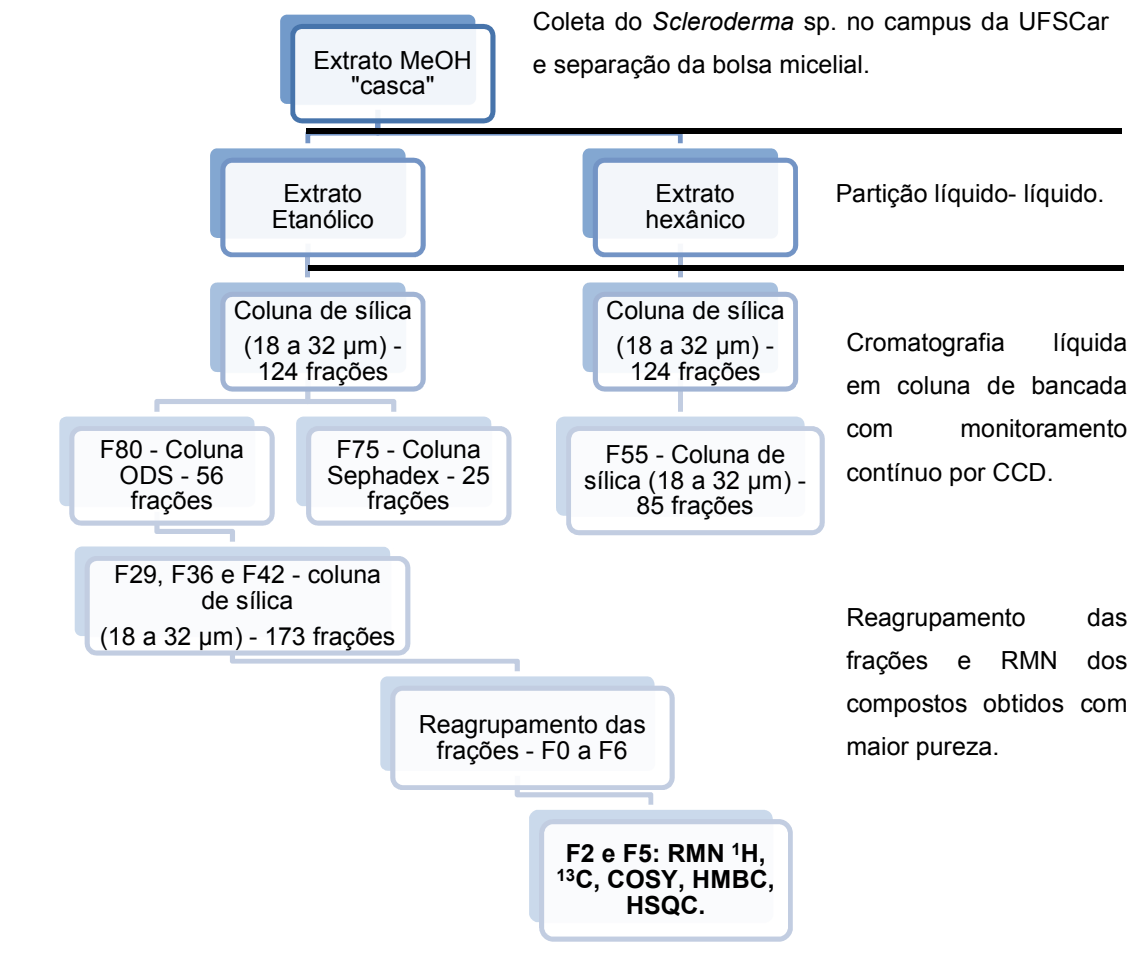 Coleta do Scleroderma sp. no campus da UFSCar
e separação da bolsa micelial.
Extrato MeOH
"casca"
Extrato
Etanólico
Extrato
hexânico
Partição líquido- líquido.
Coluna de sílica
(18 a 32 µm) -
124 frações
Coluna de sílica
(18 a 32 µm) -
124 frações
Cromatografia líquida
em coluna de bancada
com monitoramento
contínuo por CCD.
F80 - Coluna
ODS - 56
frações
F75 - Coluna
Sephadex - 25
frações
F55 - Coluna de
sílica (18 a 32 µm) -
85 frações
F29, F36 e F42 - coluna
de sílica
(18 a 32 µm) - 173 frações
Reagrupamento das
frações e RMN dos
compostos obtidos com
maior pureza.
Reagrupamento das
frações - F0 a F6
F2 e F5: RMN ¹H,
¹³C, COSY, HMBC,
HSQC.